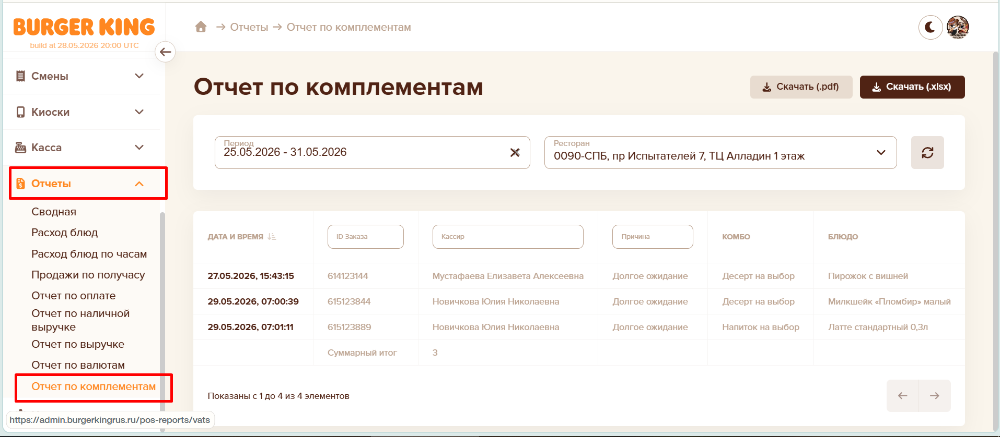 BURGER KING
build at 28.05.2026 20:00 UTC
Отчеты
Отчет по комплементам
Смены
Киоски
Касса
Отчеты
Сводная
Расход блюд
Расход блюд по часам
Продажи по получасу
Отчет по оплате
Отчет по наличной
выручке
Отчет по выручке
Отчет по валютам
Отчет по комплементам
https://admin.burgerkingrus.ru/pos-reports/vats
Отчет по комплементам
Скачать (.pdf)
Скачать (.xlsx)
Период
25.05.2026 - 31.05.2026
Ресторан
0090-СПБ, пр Испытателей 7, ТЦ Алладин 1 этаж
ДАТА И ВРЕМЯ ID Заказа Кассир Причина КОМБО БЛЮДО
27.05.2026, 15:43:15 614123144 Мустафаева Елизавета Алексеевна Долгое ожидание Десерт на выбор Пирожок с вишней
29.05.2026, 07:00:39 615123844 Новичкова Юлия Николаевна Долгое ожидание Десерт на выбор Милкшейк «Пломбир» малый
29.05.2026, 07:01:11 615123889 Новичкова Юлия Николаевна Долгое ожидание Напиток на выбор Латте стандартный 0,3л
Суммарный итог 3
Показаны с 1 до 4 из 4 элементов